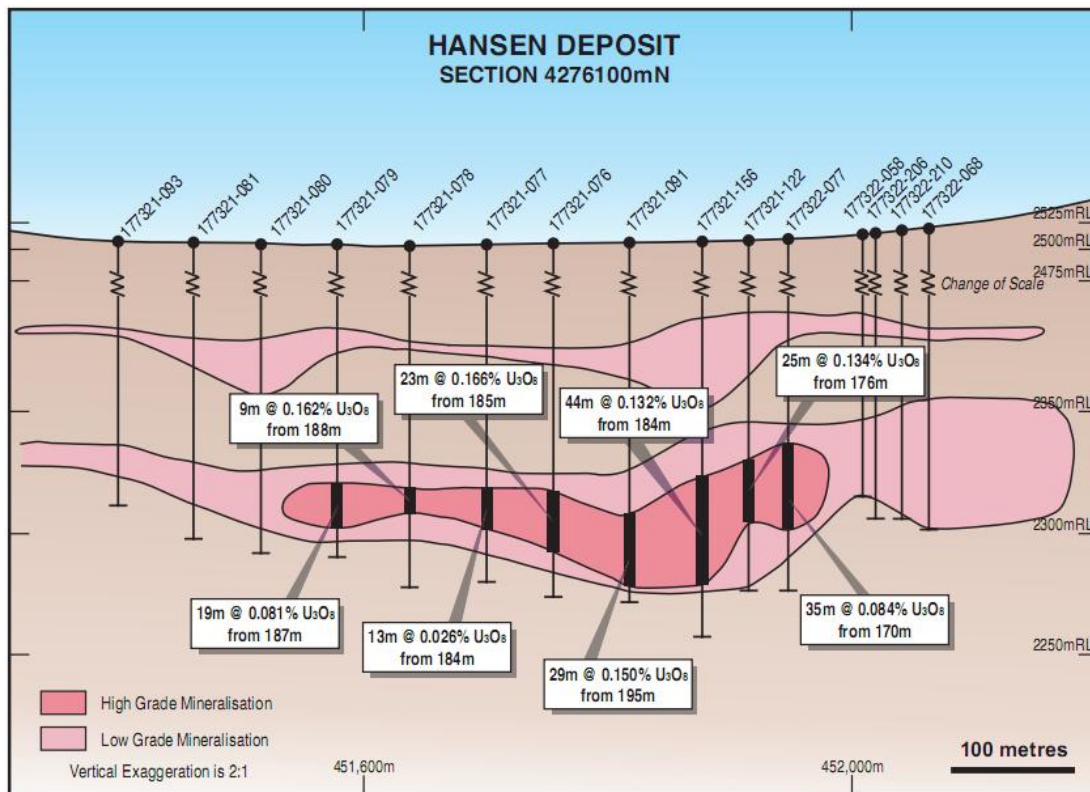 HANSEN DEPOSIT
SECTION 4276100mN
177321-093
177321-081
177321-080
177321-079
177321-078
177321-077
177321-076
177321-091
177321-156
177321-122
177322-077
177322-058
177322-206
177322-210
177322-068
2525mRL
2500mRL
2475mRL
Change of Scale
25m @ 0.134% U₃O₈
from 176m
23m @ 0.166% U₃O₈
from 185m
44m @ 0.132% U₃O₈
from 184m
9m @ 0.162% U₃O₈
from 188m
2350mRL
2300mRL
19m @ 0.081% U₃O₈
from 187m
13m @ 0.026% U₃O₈
from 184m
29m @ 0.150% U₃O₈
from 195m
35m @ 0.084% U₃O₈
from 170m
2250mRL
High Grade Mineralisation
Low Grade Mineralisation
Vertical Exaggeration is 2:1
451,600m
452,000m
100 metres